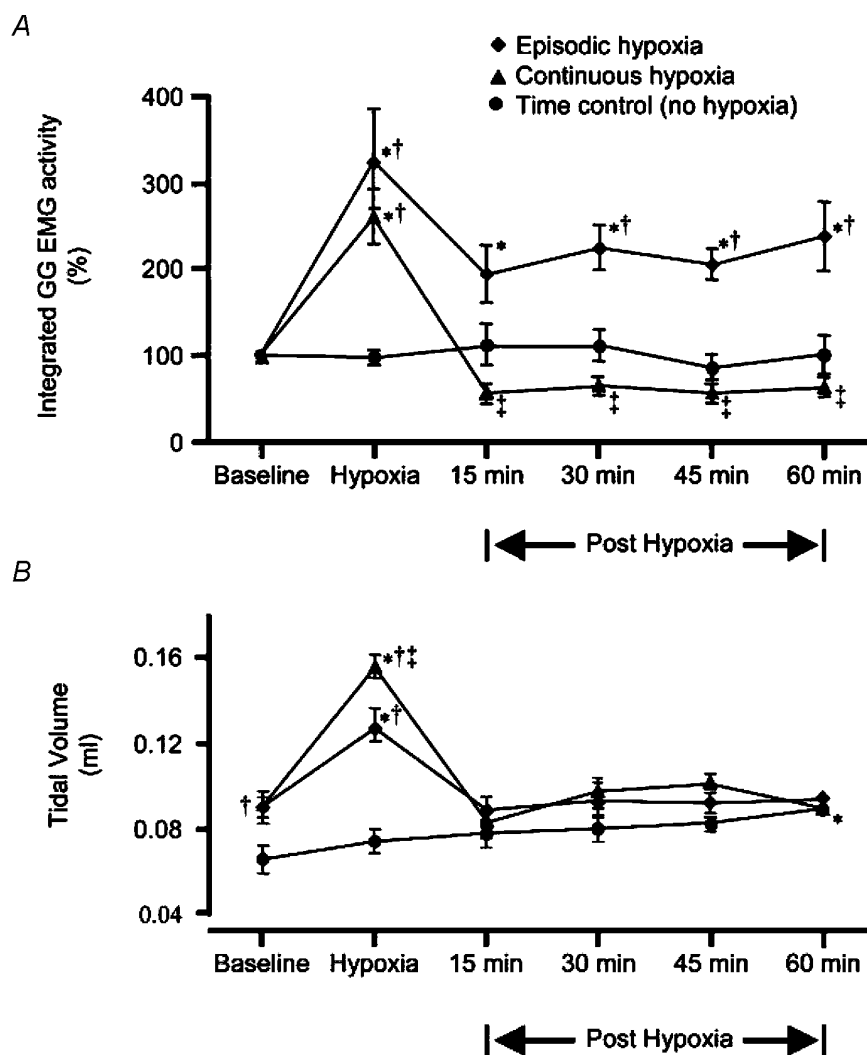 A
Episodic hypoxia
Continuous hypoxia
Time control (no hypoxia)
Integrated GG EMG activity
(%)
400
300
200
100
0
*†
*†
*
*†
*†
*†
‡
‡
‡
‡
Baseline Hypoxia 15 min 30 min 45 min 60 min
Post Hypoxia
B
Tidal Volume
(ml)
0.16
0.12
0.08
0.04
*†‡
*†
†
*
Baseline Hypoxia 15 min 30 min 45 min 60 min
Post Hypoxia